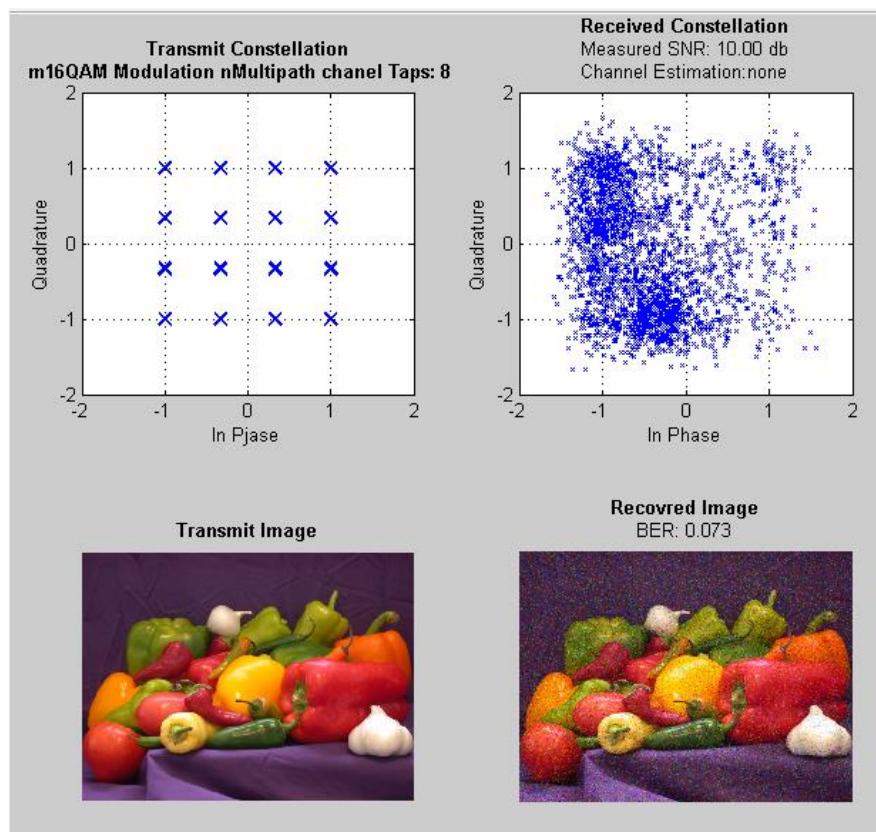 Transmit Constellation
m16QAM Modulation nMultipath chanel Taps: 8
2
1
0
-1
-2
Quadrature
-2
-1
0
1
2
In Pjase
Received Constellation
Measured SNR: 10.00 db
Channel Estimation:none
2
1
0
-1
-2
Quadrature
-2
-1
0
1
2
In Phase
Transmit Image
Recovred Image
BER: 0.073